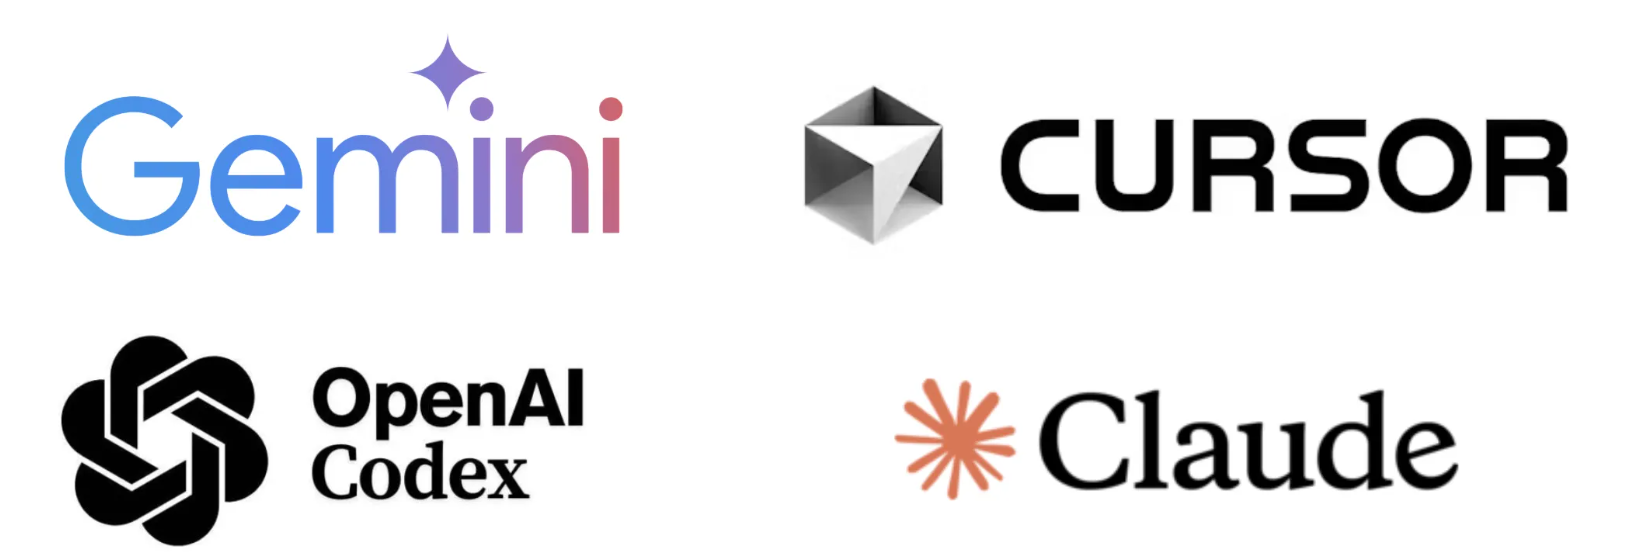 Gemini
CURSOR
OpenAI
Codex
Claude